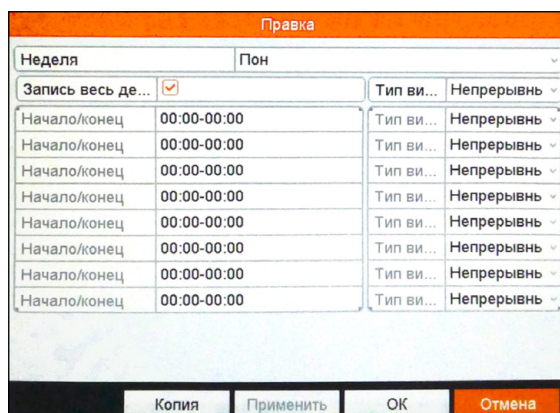 Правка
Неделя Пон
Запись весь де... Тип ви... Непрерывнь
Начало/конец 00:00-00:00 Тип ви... Непрерывнь
Начало/конец 00:00-00:00 Тип ви... Непрерывнь
Начало/конец 00:00-00:00 Тип ви... Непрерывнь
Начало/конец 00:00-00:00 Тип ви... Непрерывнь
Начало/конец 00:00-00:00 Тип ви... Непрерывнь
Начало/конец 00:00-00:00 Тип ви... Непрерывнь
Начало/конец 00:00-00:00 Тип ви... Непрерывнь
Начало/конец 00:00-00:00 Тип ви... Непрерывнь
Копия Применить ОК Отмена